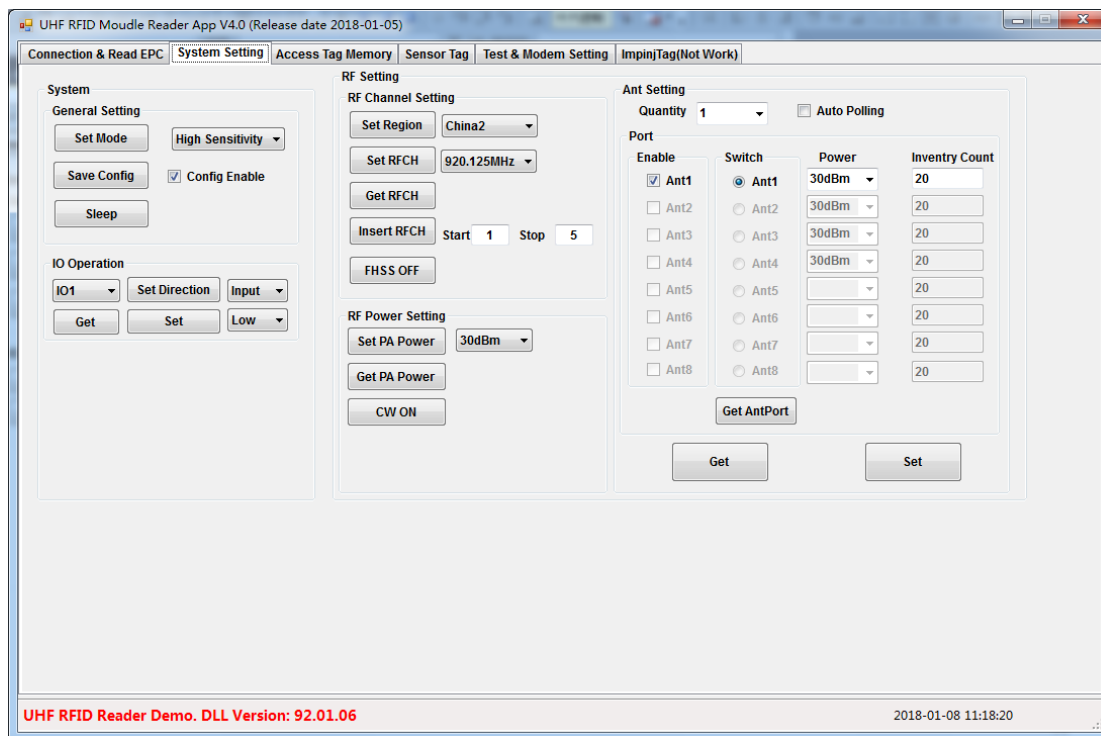 UHF RFID Moudle Reader App V4.0 (Release date 2018-01-05)
Connection & Read EPC System Setting Access Tag Memory Sensor Tag Test & Modem Setting ImpinjTag(Not Work)
System
General Setting
Set Mode High Sensitivity
Save Config Config Enable
Sleep
IO Operation
IO1 Set Direction Input
Get Set Low
RF Setting
RF Channel Setting
Set Region China2
Set RFCH 920.125MHz
Get RFCH
Insert RFCH Start 1 Stop 5
FHSS OFF
RF Power Setting
Set PA Power 30dBm
Get PA Power
CW ON
Ant Setting
Quantity 1 Auto Polling
Port
Enable Switch Power Inventry Count
Ant1 Ant1 30dBm 20
Ant2 Ant2 30dBm 20
Ant3 Ant3 30dBm 20
Ant4 Ant4 30dBm 20
Ant5 Ant5 20
Ant6 Ant6 20
Ant7 Ant7 20
Ant8 Ant8 20
Get AntPort
Get Set
UHF RFID Reader Demo. DLL Version: 92.01.06 2018-01-08 11:18:20